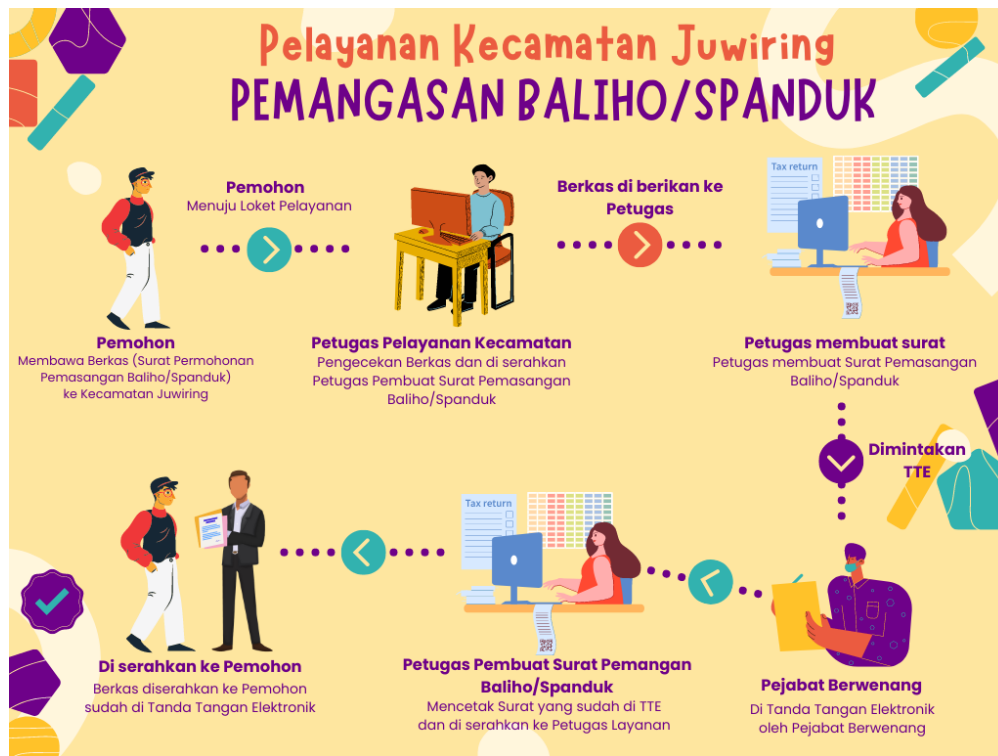 Pelayanan Kecamatan Juwiring
PEMANGASAN BALIHO/SPANDUK
Pemohon
Menuju Loket Pelayanan
Berkas di berikan ke
Petugas
Tax return
Pemohon
Membawa Berkas (Surat Permohonan
Pemasangan Baliho/Spanduk)
ke Kecamatan Juwiring
Petugas Pelayanan Kecamatan
Pengecekan Berkas dan di serahkan
Petugas Pembuat Surat Pemasangan
Baliho/Spanduk
Petugas membuat surat
Petugas membuat Surat Pemasangan
Baliho/Spanduk
Dimintakan
TTE
Tax return
Di serahkan ke Pemohon
Berkas diserahkan ke Pemohon
sudah di Tanda Tangan Elektronik
Petugas Pembuat Surat Pemangan
Baliho/Spanduk
Mencetak Surat yang sudah di TTE
dan di serahkan ke Petugas Layanan
Pejabat Berwenang
Di Tanda Tangan Elektronik
oleh Pejabat Berwenang